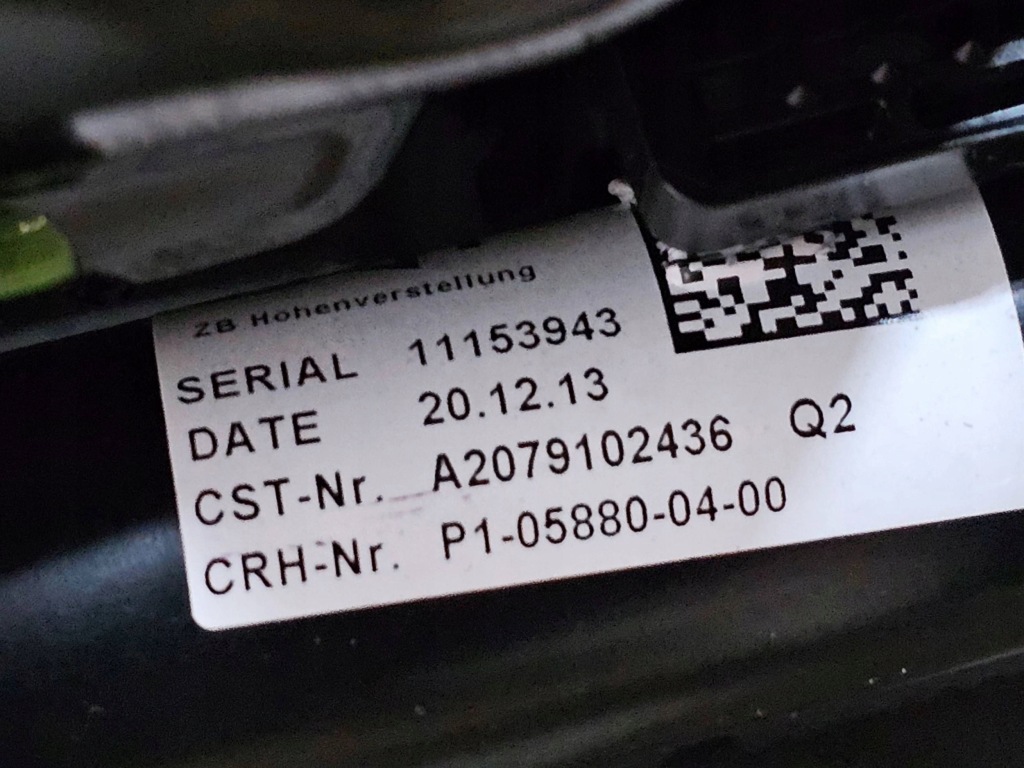 ZB Hohenverstellung
SERIAL 11153943
DATE 20.12.13
CST-Nr. A2079102436 Q2
CRH-Nr. P1-05880-04-00